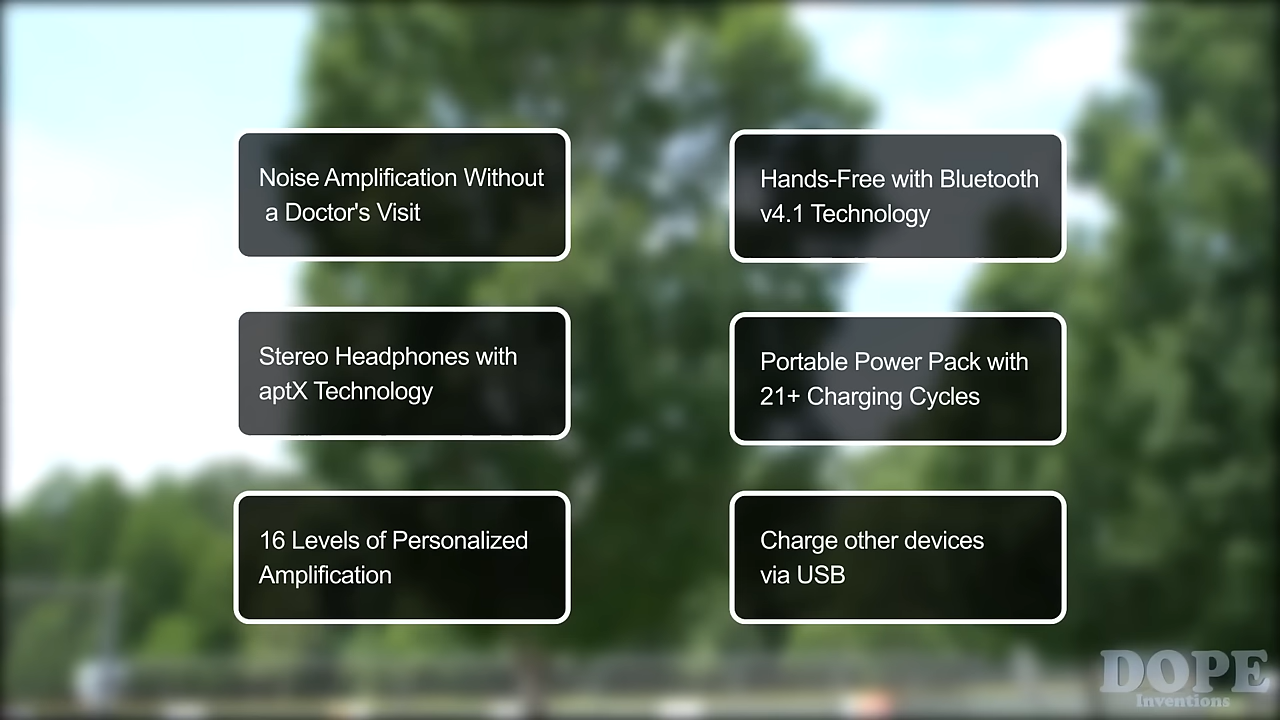 Noise Amplification Without
a Doctor's Visit
Hands-Free with Bluetooth
v4.1 Technology
Stereo Headphones with
aptX Technology
Portable Power Pack with
21+ Charging Cycles
16 Levels of Personalized
Amplification
Charge other devices
via USB
DOPE
Inventions